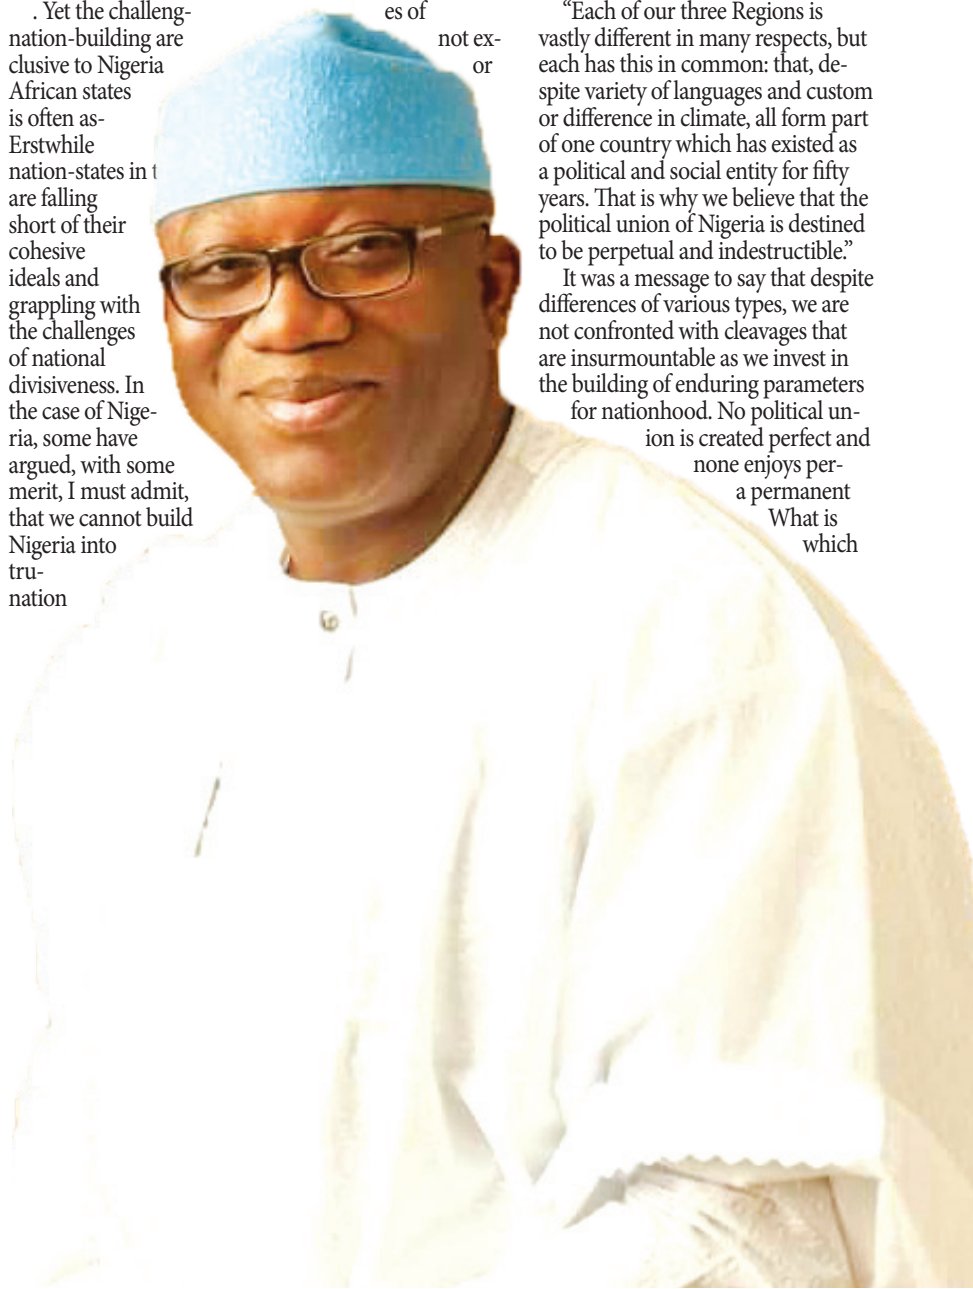 . Yet the challeng-
es of
nation-building are
not ex-
clusive to Nigeria
or
African states
is often as-
Erstwhile
nation-states in t
are falling
short of their
cohesive
ideals and
grappling with
the challenges
of national
divisiveness. In
the case of Nige-
ria, some have
argued, with some
merit, I must admit,
that we cannot build
Nigeria into
tru-
nation
“Each of our three Regions is
vastly different in many respects, but
each has this in common: that, de-
spite variety of languages and custom
or difference in climate, all form part
of one country which has existed as
a political and social entity for fifty
years. That is why we believe that the
political union of Nigeria is destined
to be perpetual and indestructible.”
It was a message to say that despite
differences of various types, we are
not confronted with cleavages that
are insurmountable as we invest in
the building of enduring parameters
for nationhood. No political un-
ion is created perfect and
none enjoys per-
a permanent
What is
which